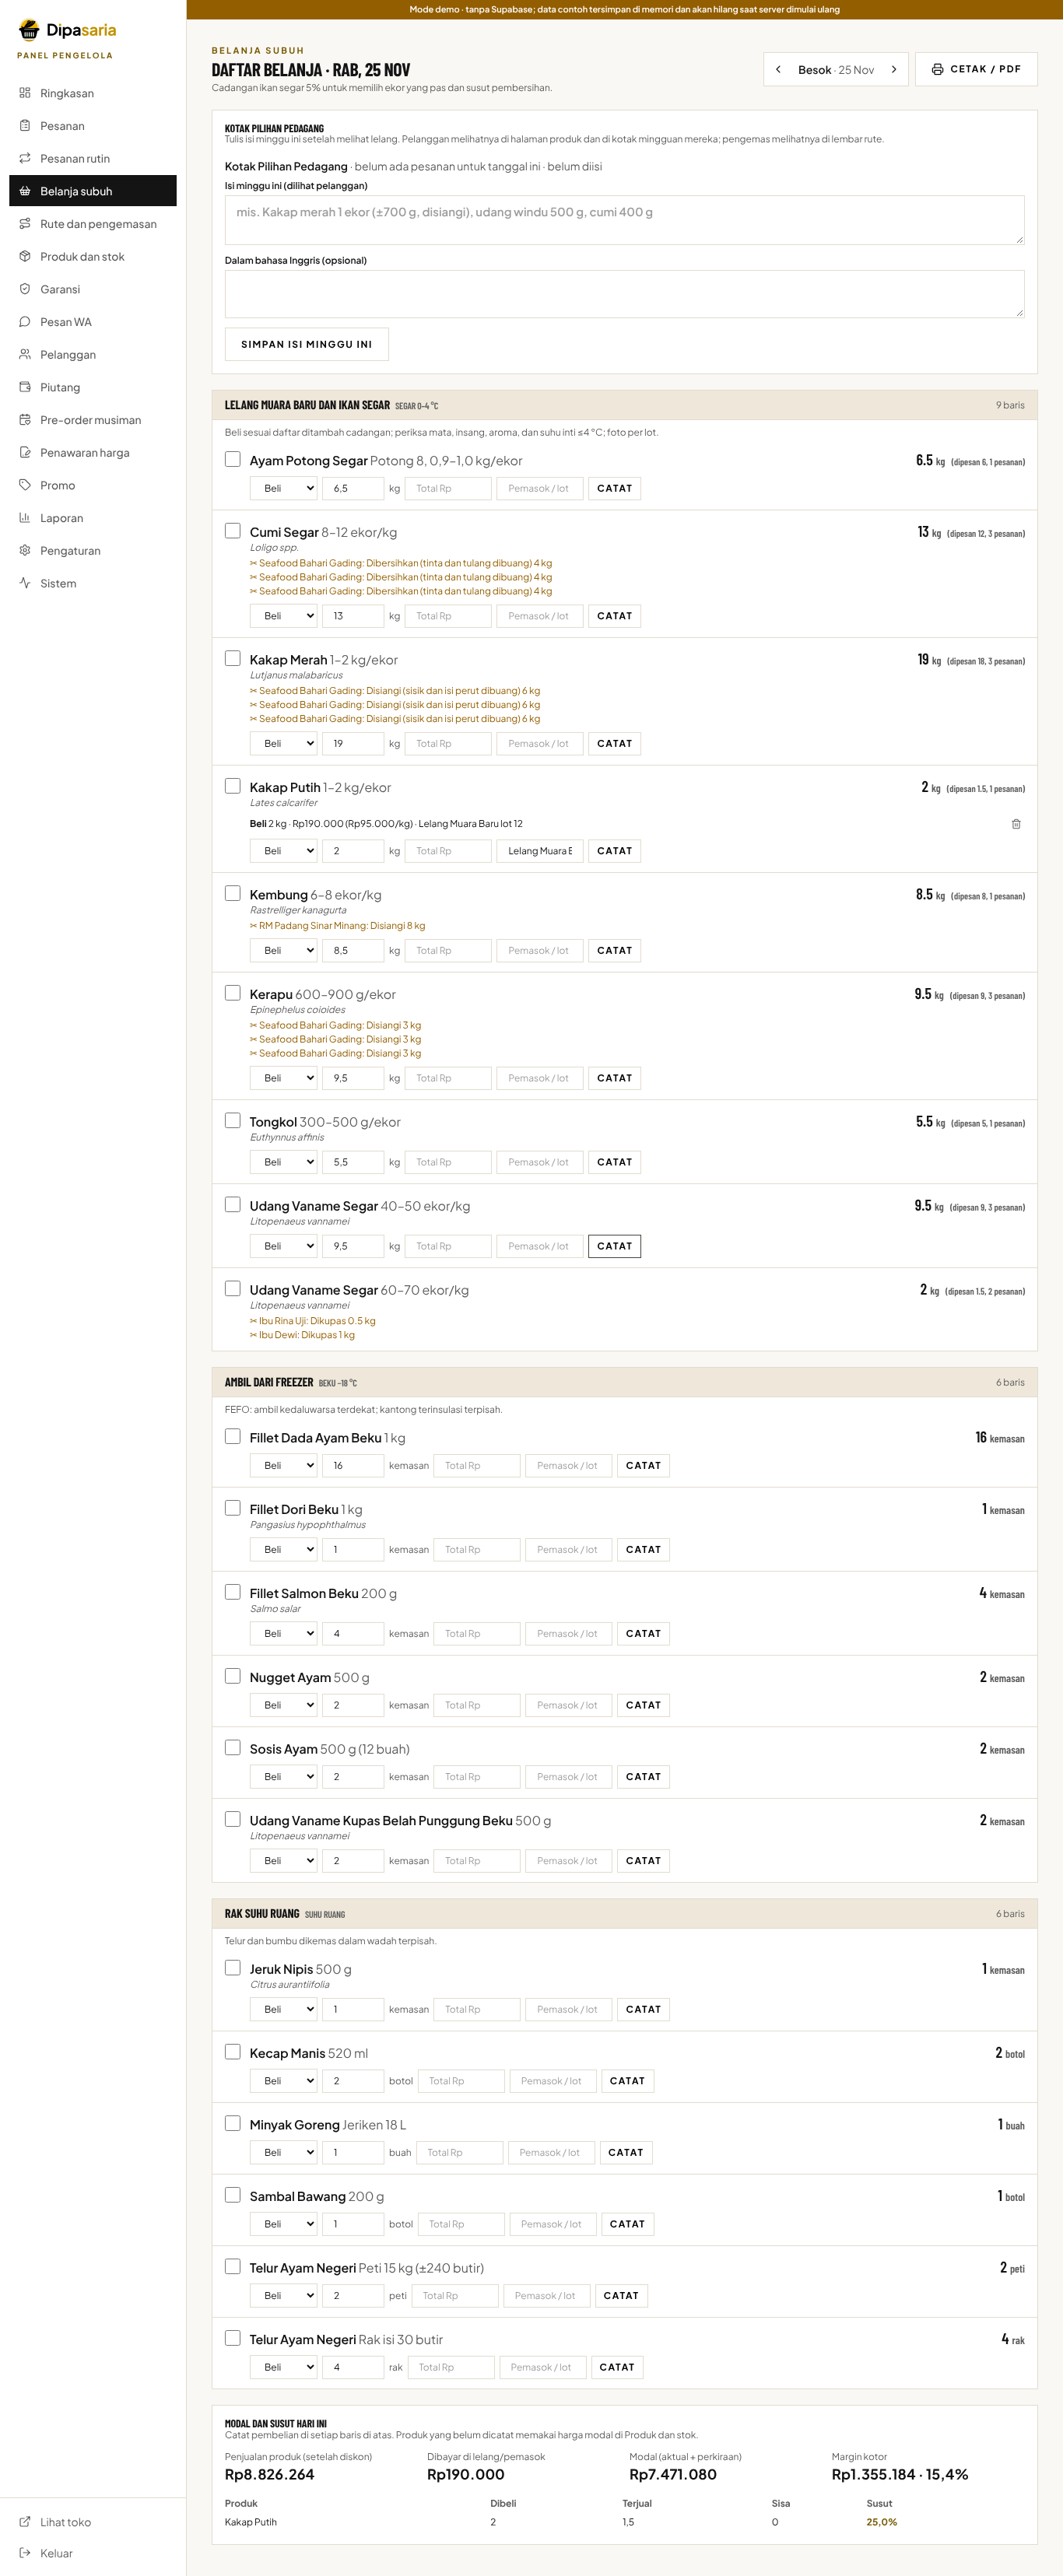 Mode demo - tanpa Supabase; data contoh tersimpan di memori dan akan hilang saat server dimulai ulang
Dipasaria
PANEL PENGELOLA
Ringkasan
Pesanan
Pesanan rutin
Belanja subuh
Rute dan pengemasan
Produk dan stok
Garansi
Pesan WA
Pelanggan
Piutang
Pre-order musiman
Penawaran harga
Promo
Laporan
Pengaturan
Sistem
Lihat toko
Keluar
BELANJA SUBUH
DAFTAR BELANJA · RAB, 25 NOV
Cadangan ikan segar 5% untuk memilih ekor yang pas dan susut pembersihan.
Besok · 25 Nov
CETAK / PDF
KOTAK PILIHAN PEDAGANG
Tulis isi minggu ini setelah melihat lelang. Pelanggan melihatnya di halaman produk dan di kotak mingguan mereka; pengemas melihatnya di lembar rute.
Kotak Pilihan Pedagang · belum ada pesanan untuk tanggal ini · belum diisi
Isi minggu ini (dilihat pelanggan)
mis. Kakap merah 1 ekor (±700 g, disiangi), udang windu 500 g, cumi 400 g
Dalam bahasa Inggris (opsional)
SIMPAN ISI MINGGU INI
LELANG MUARA BARU DAN IKAN SEGAR SEGAR 0–4 °C 9 baris
Beli sesuai daftar ditambah cadangan; periksa mata, insang, aroma, dan suhu inti ≤4 °C; foto per lot.
Ayam Potong Segar Potong 8, 0,9–1,0 kg/ekor 6.5 kg (dipesan 6, 1 pesanan)
Beli 6,5 kg Total Rp Pemasok / lot CATAT
Cumi Segar 8–12 ekor/kg 13 kg (dipesan 12, 3 pesanan)
Loligo spp.
✂ Seafood Bahari Gading: Dibersihkan (tinta dan tulang dibuang) 4 kg
✂ Seafood Bahari Gading: Dibersihkan (tinta dan tulang dibuang) 4 kg
✂ Seafood Bahari Gading: Dibersihkan (tinta dan tulang dibuang) 4 kg
Beli 13 kg Total Rp Pemasok / lot CATAT
Kakap Merah 1–2 kg/ekor 19 kg (dipesan 18, 3 pesanan)
Lutjanus malabaricus
✂ Seafood Bahari Gading: Disiangi (sisik dan isi perut dibuang) 6 kg
✂ Seafood Bahari Gading: Disiangi (sisik dan isi perut dibuang) 6 kg
✂ Seafood Bahari Gading: Disiangi (sisik dan isi perut dibuang) 6 kg
Beli 19 kg Total Rp Pemasok / lot CATAT
Kakap Putih 1–2 kg/ekor 2 kg (dipesan 1.5, 1 pesanan)
Lates calcarifer
Beli 2 kg · Rp190.000 (Rp95.000/kg) · Lelang Muara Baru lot 12
Beli 2 kg Total Rp Lelang Muara B CATAT
Kembung 6–8 ekor/kg 8.5 kg (dipesan 8, 1 pesanan)
Rastrelliger kanagurta
✂ RM Padang Sinar Minang: Disiangi 8 kg
Beli 8,5 kg Total Rp Pemasok / lot CATAT
Kerapu 600–900 g/ekor 9.5 kg (dipesan 9, 3 pesanan)
Epinephelus coioides
✂ Seafood Bahari Gading: Disiangi 3 kg
✂ Seafood Bahari Gading: Disiangi 3 kg
✂ Seafood Bahari Gading: Disiangi 3 kg
Beli 9,5 kg Total Rp Pemasok / lot CATAT
Tongkol 300–500 g/ekor 5.5 kg (dipesan 5, 1 pesanan)
Euthynnus affinis
Beli 5,5 kg Total Rp Pemasok / lot CATAT
Udang Vaname Segar 40–50 ekor/kg 9.5 kg (dipesan 9, 3 pesanan)
Litopenaeus vannamei
Beli 9,5 kg Total Rp Pemasok / lot CATAT
Udang Vaname Segar 60–70 ekor/kg 2 kg (dipesan 1.5, 2 pesanan)
Litopenaeus vannamei
✂ Ibu Rina Uji: Dikupas 0.5 kg
✂ Ibu Dewi: Dikupas 1 kg
AMBIL DARI FREEZER BEKU −18 °C 6 baris
FEFO: ambil kedaluwarsa terdekat; kantong terinsulasi terpisah.
Fillet Dada Ayam Beku 1 kg 16 kemasan
Beli 16 kemasan Total Rp Pemasok / lot CATAT
Fillet Dori Beku 1 kg 1 kemasan
Pangasius hypophthalmus
Beli 1 kemasan Total Rp Pemasok / lot CATAT
Fillet Salmon Beku 200 g 4 kemasan
Salmo salar
Beli 4 kemasan Total Rp Pemasok / lot CATAT
Nugget Ayam 500 g 2 kemasan
Beli 2 kemasan Total Rp Pemasok / lot CATAT
Sosis Ayam 500 g (12 buah) 2 kemasan
Beli 2 kemasan Total Rp Pemasok / lot CATAT
Udang Vaname Kupas Belah Punggung Beku 500 g 2 kemasan
Litopenaeus vannamei
Beli 2 kemasan Total Rp Pemasok / lot CATAT
RAK SUHU RUANG SUHU RUANG 6 baris
Telur dan bumbu dikemas dalam wadah terpisah.
Jeruk Nipis 500 g 1 kemasan
Citrus aurantiifolia
Beli 1 kemasan Total Rp Pemasok / lot CATAT
Kecap Manis 520 ml 2 botol
Beli 2 botol Total Rp Pemasok / lot CATAT
Minyak Goreng Jeriken 18 L 1 buah
Beli 1 buah Total Rp Pemasok / lot CATAT
Sambal Bawang 200 g 1 botol
Beli 1 botol Total Rp Pemasok / lot CATAT
Telur Ayam Negeri Peti 15 kg (±240 butir) 2 peti
Beli 2 peti Total Rp Pemasok / lot CATAT
Telur Ayam Negeri Rak isi 30 butir 4 rak
Beli 4 rak Total Rp Pemasok / lot CATAT
MODAL DAN SUSUT HARI INI
Catat pembelian di setiap baris di atas. Produk yang belum dicatat memakai harga modal di Produk dan stok.
Penjualan produk (setelah diskon) Dibayar di lelang/pemasok Modal (aktual + perkiraan) Margin kotor
Rp8.826.264 Rp190.000 Rp7.471.080 Rp1.355.184 · 15,4%
Produk Dibeli Terjual Sisa Susut
Kakap Putih 2 1,5 0 25,0%